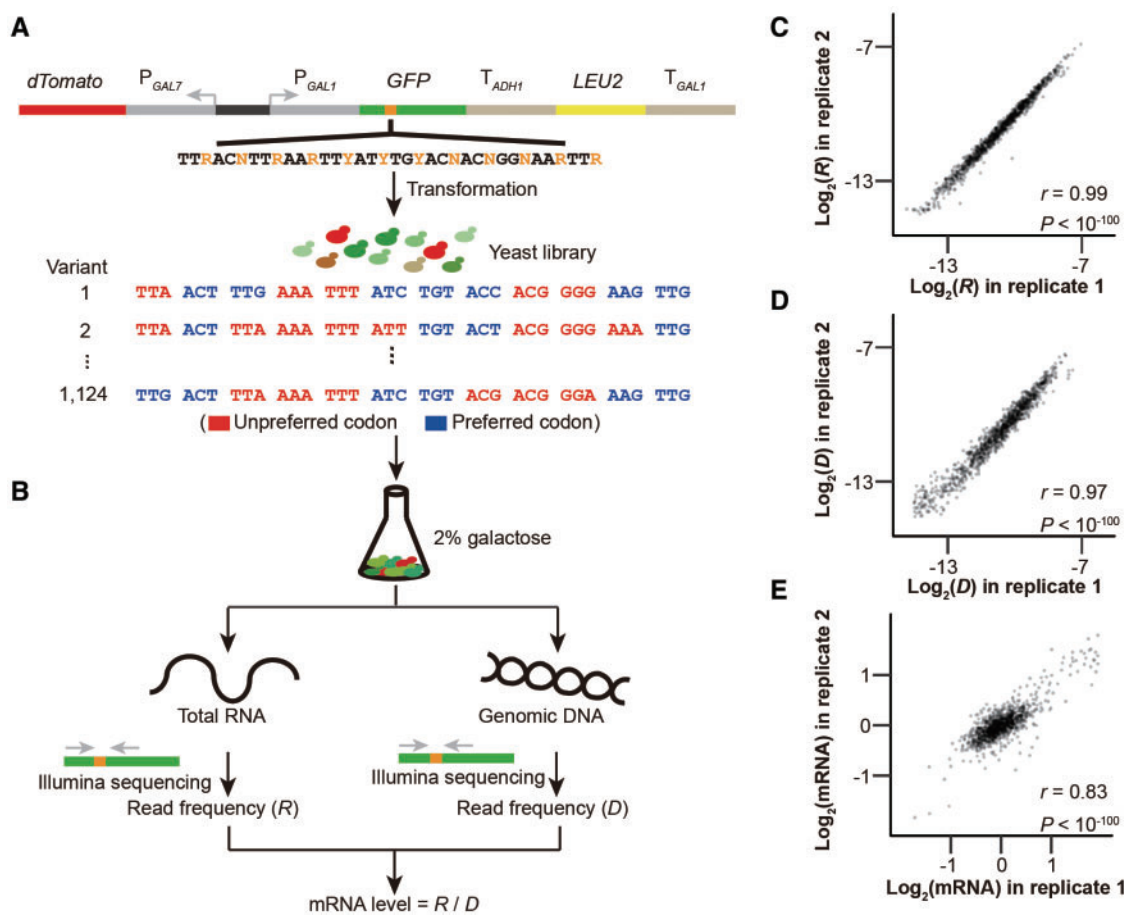 A
dTomato P_GAL7 P_GAL1 GFP T_ADH1 LEU2 T_GAL1
TTRACNTTRAARTTYATYTGYACNACNGGNAARTTR
Transformation
Yeast library
Variant
1 TTA ACT TTG AAA TTT ATC TGT ACC ACG GGG AAG TTG
2 TTA ACT TTA AAA TTT ATT TGT ACT ACG GGG AAA TTG
⋮ ⋮
1,124 TTG ACT TTA AAA TTT ATC TGT ACG ACG GGA AAG TTG
( Unpreferred codon Preferred codon)
B
2% galactose
Total RNA Genomic DNA
Illumina sequencing Illumina sequencing
Read frequency (R) Read frequency (D)
mRNA level = R / D
C
Log₂(R) in replicate 2
-7
-13
r = 0.99
P < 10⁻¹⁰⁰
-13 -7
Log₂(R) in replicate 1
D
Log₂(D) in replicate 2
-7
-13
r = 0.97
P < 10⁻¹⁰⁰
-13 -7
Log₂(D) in replicate 1
E
Log₂(mRNA) in replicate 2
1
0
-1
r = 0.83
P < 10⁻¹⁰⁰
-1 0 1
Log₂(mRNA) in replicate 1